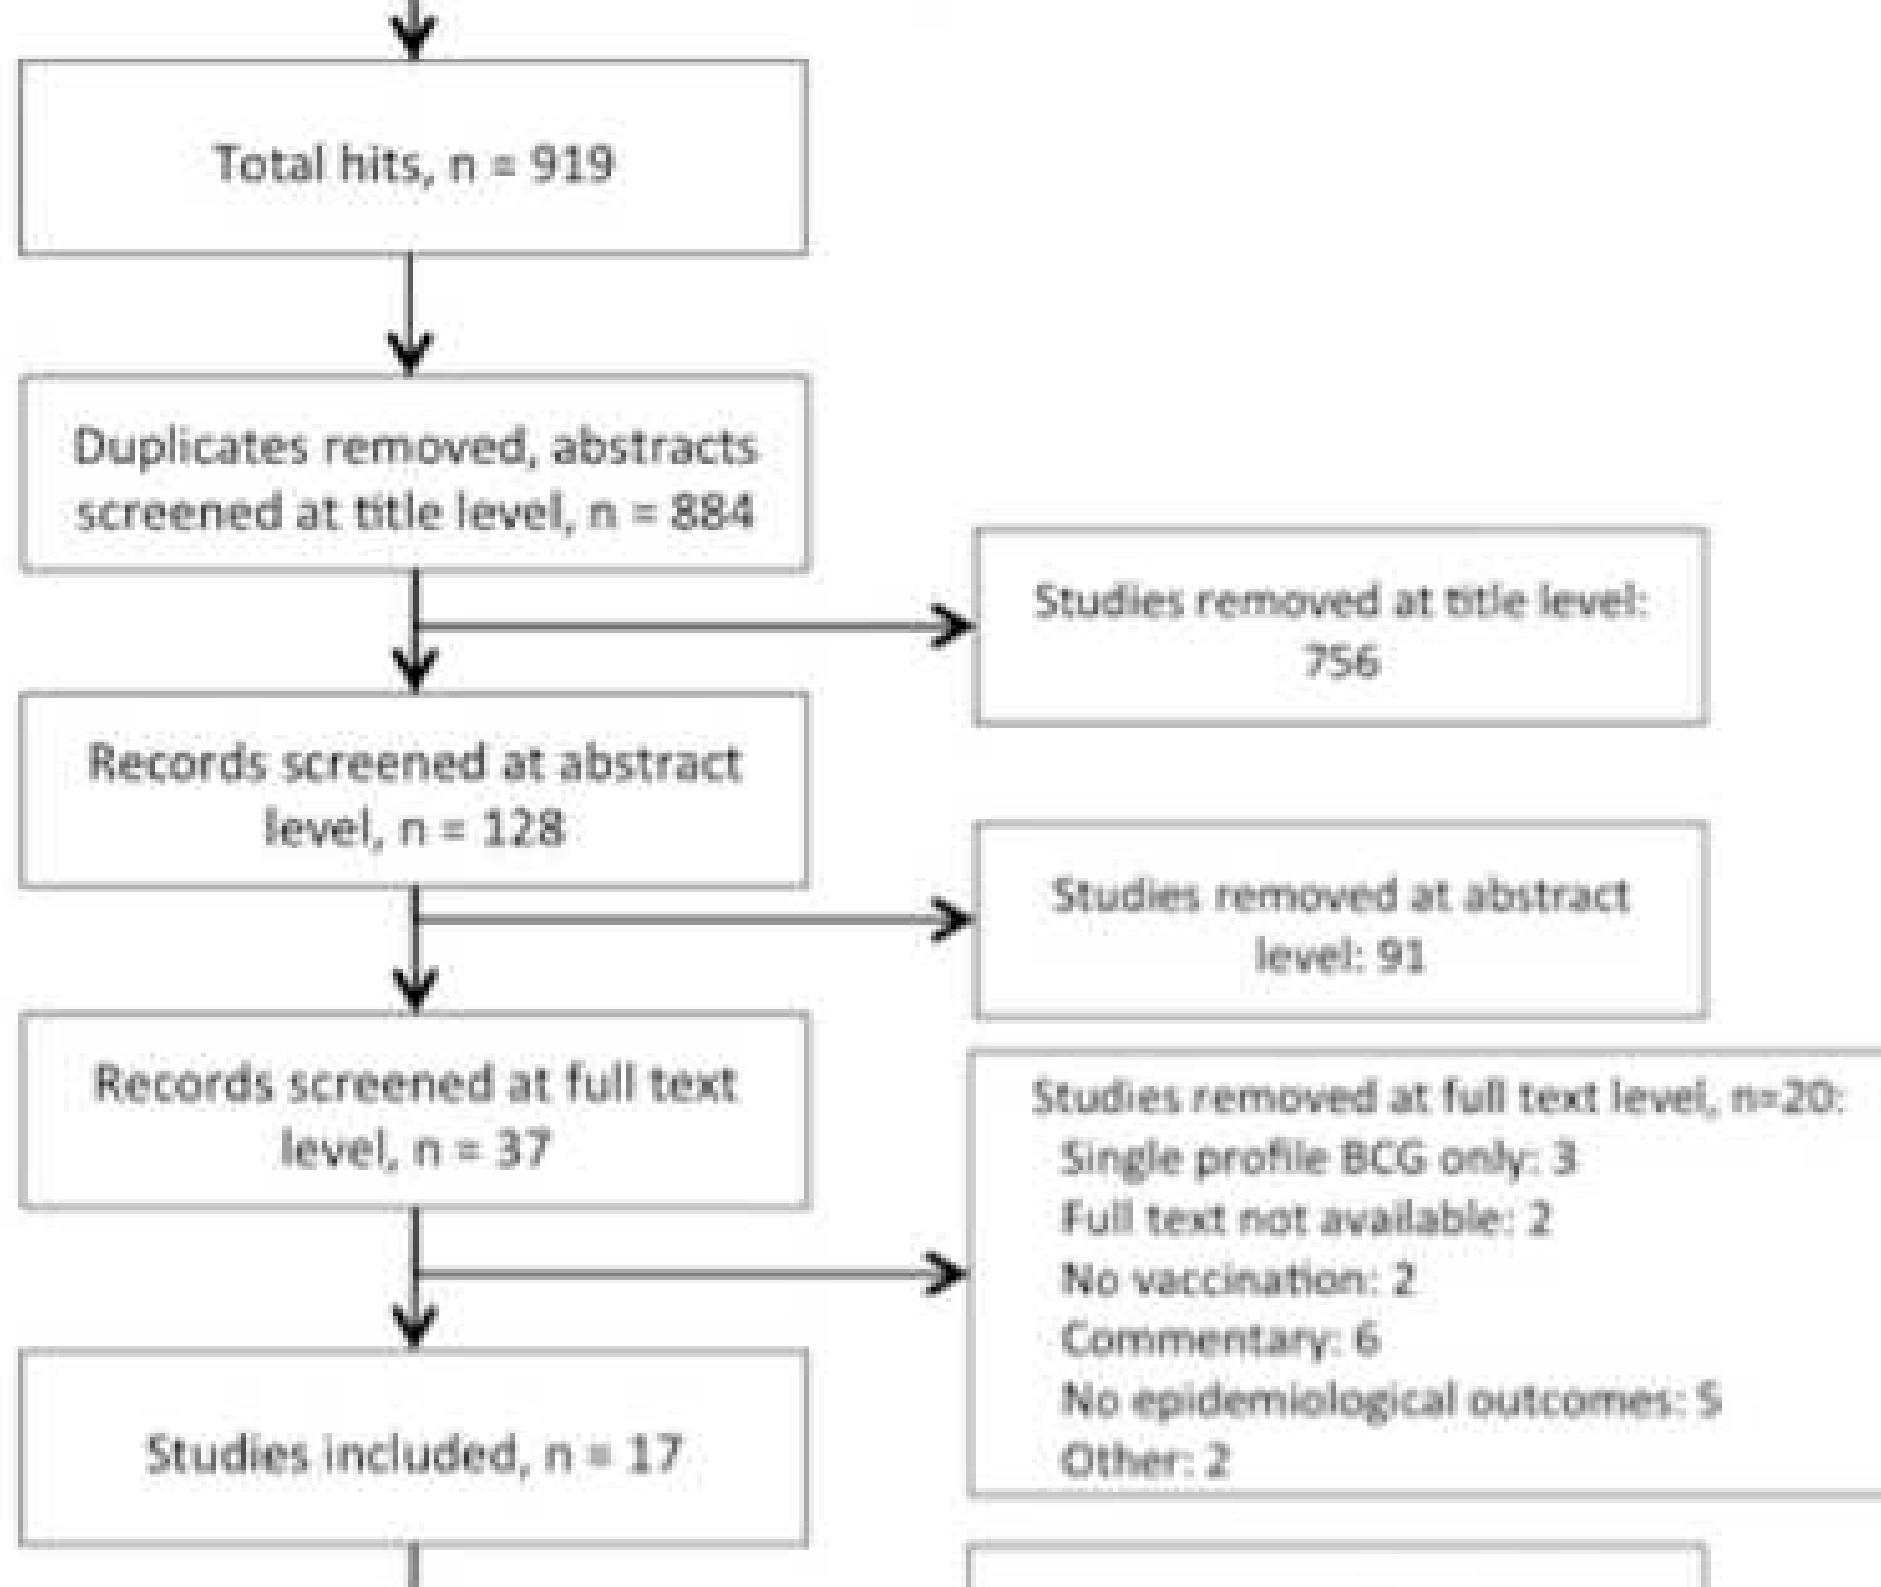 Total hits, n = 919
Duplicates removed, abstracts
screened at title level, n = 884
Studies removed at title level:
756
Records screened at abstract
level, n = 128
Studies removed at abstract
level: 91
Records screened at full text
level, n = 37
Studies removed at full text level, n=20:
Single profile BCG only: 3
Full text not available: 2
No vaccination: 2
Commentary: 6
No epidemiological outcomes: 5
Other: 2
Studies included, n = 17